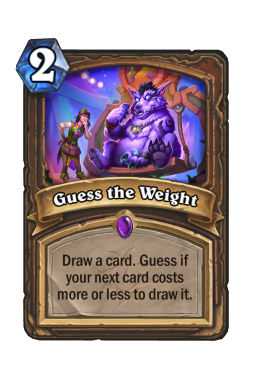 2
Guess the Weight
Draw a card. Guess if
your next card costs
more or less to draw it.